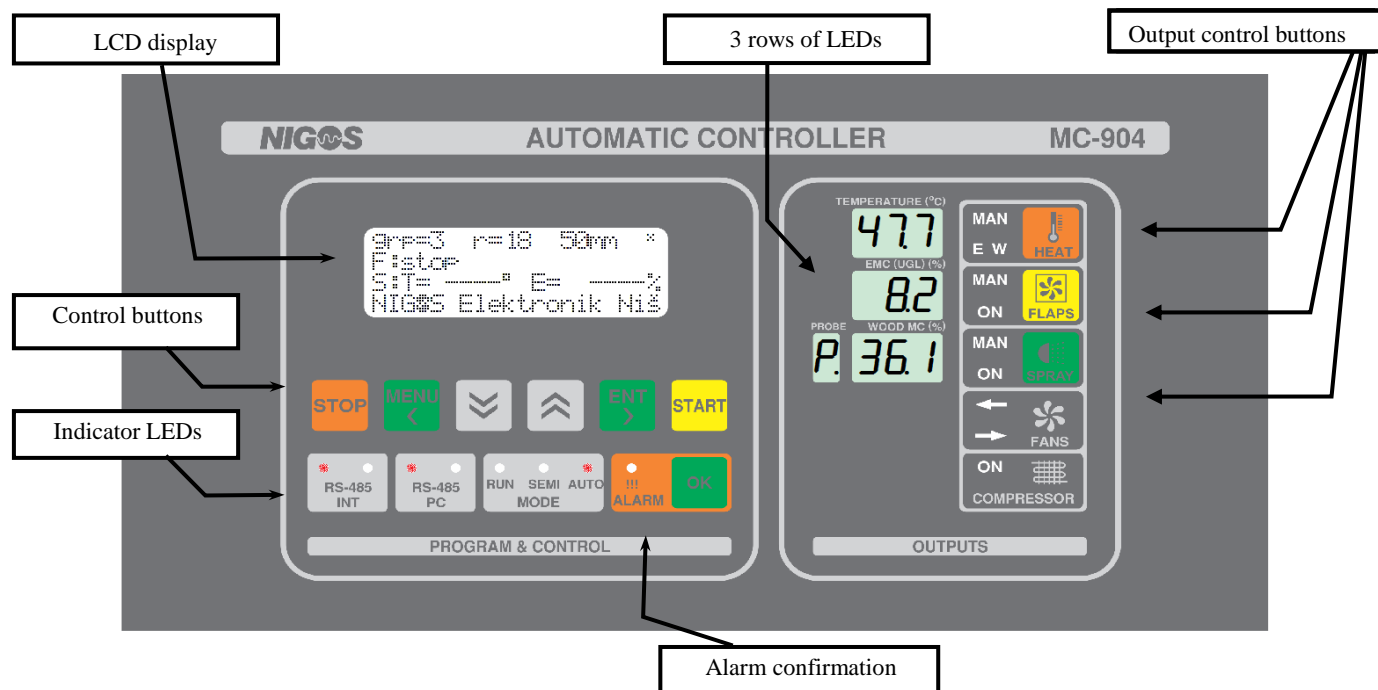 LCD display
3 rows of LEDs
Output control buttons
NIGOS AUTOMATIC CONTROLLER MC-904
grp=3 r=18 50mm *
F:stop
S:T= ----° E= ----%
NIGOS Elektronik Niš
Control buttons
STOP MENU < ENT > START
Indicator LEDs
RS-485 INT
RS-485 PC
RUN SEMI AUTO
MODE
!!!
ALARM
OK
PROGRAM & CONTROL
TEMPERATURE (°C)
47.7
EMC (UGL) (%)
8.2
PROBE WOOD MC (%)
P. 36.1
MAN
E W HEAT
MAN
ON FLAPS
MAN
ON SPRAY
FANS
ON
COMPRESSOR
OUTPUTS
Alarm confirmation